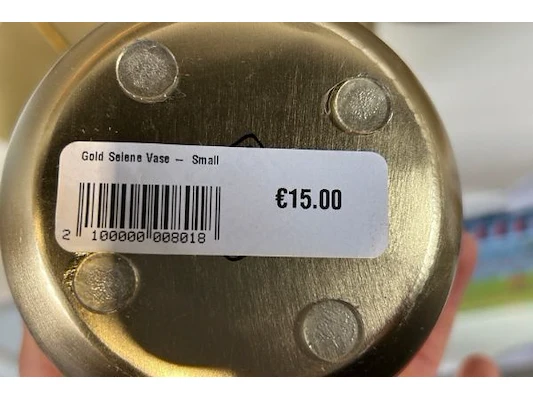 Gold Selene Vase – Small
€15.00
2 100000 008018